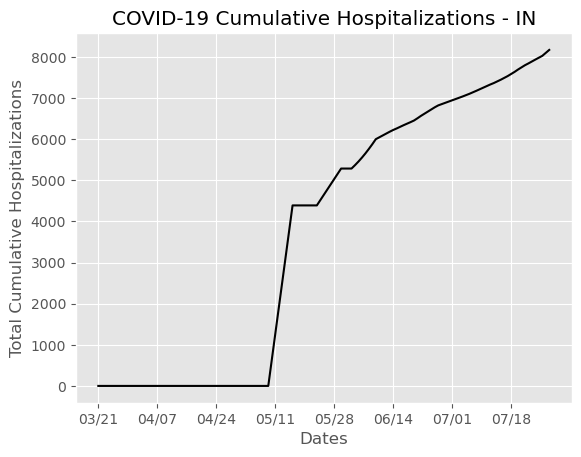 COVID-19 Cumulative Hospitalizations - IN
Total Cumulative Hospitalizations
8000
7000
6000
5000
4000
3000
2000
1000
0
03/21 04/07 04/24 05/11 05/28 06/14 07/01 07/18
Dates